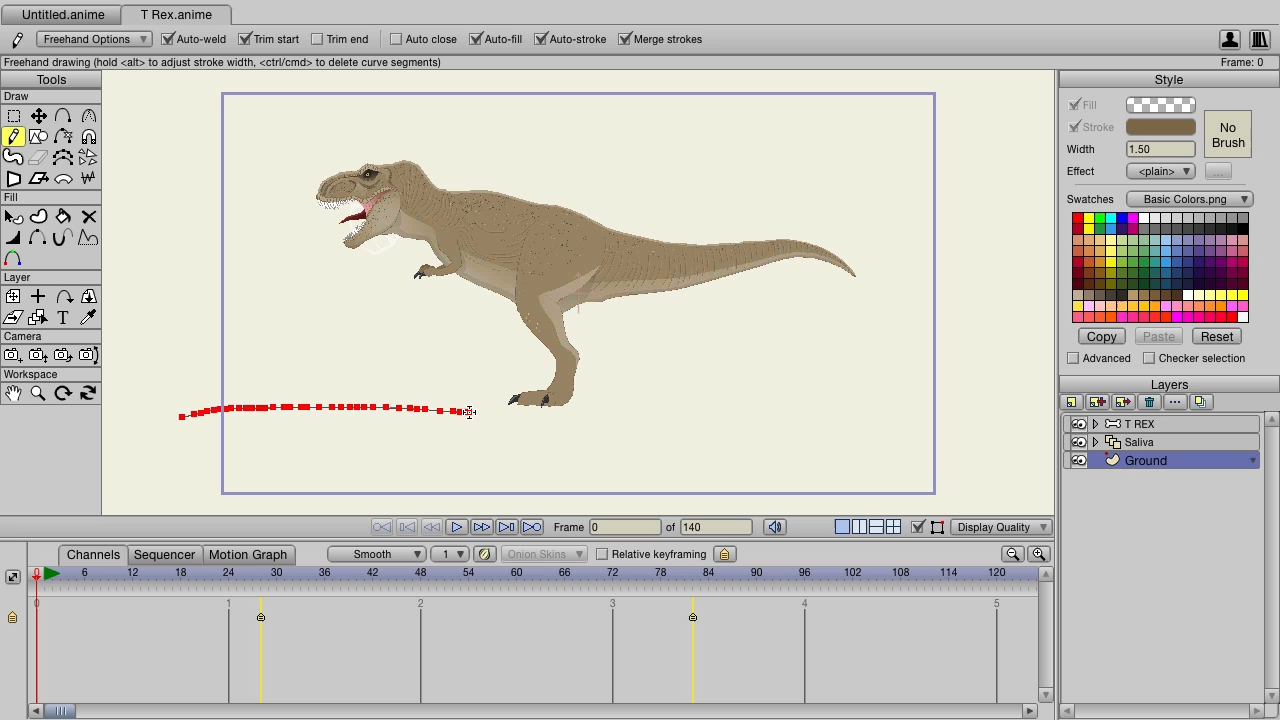 Untitled.anime T Rex.anime
Freehand Options Auto-weld Trim start Trim end Auto close Auto-fill Auto-stroke Merge strokes
Freehand drawing (hold <alt> to adjust stroke width, <ctrl/cmd> to delete curve segments) Frame: 0
Tools
Draw
Fill
Layer
T
Camera
Workspace
Style
Fill
Stroke
No Brush
Width 1.50
Effect <plain> ...
Swatches Basic Colors.png
Copy Paste Reset
Advanced Checker selection
Layers
T REX
Saliva
Ground
Frame 0 of 140 Display Quality
Channels Sequencer Motion Graph Smooth 1 Onion Skins Relative keyframing
0 6 12 18 24 30 36 42 48 54 60 66 72 78 84 90 96 102 108 114 120
0 1 2 3 4 5